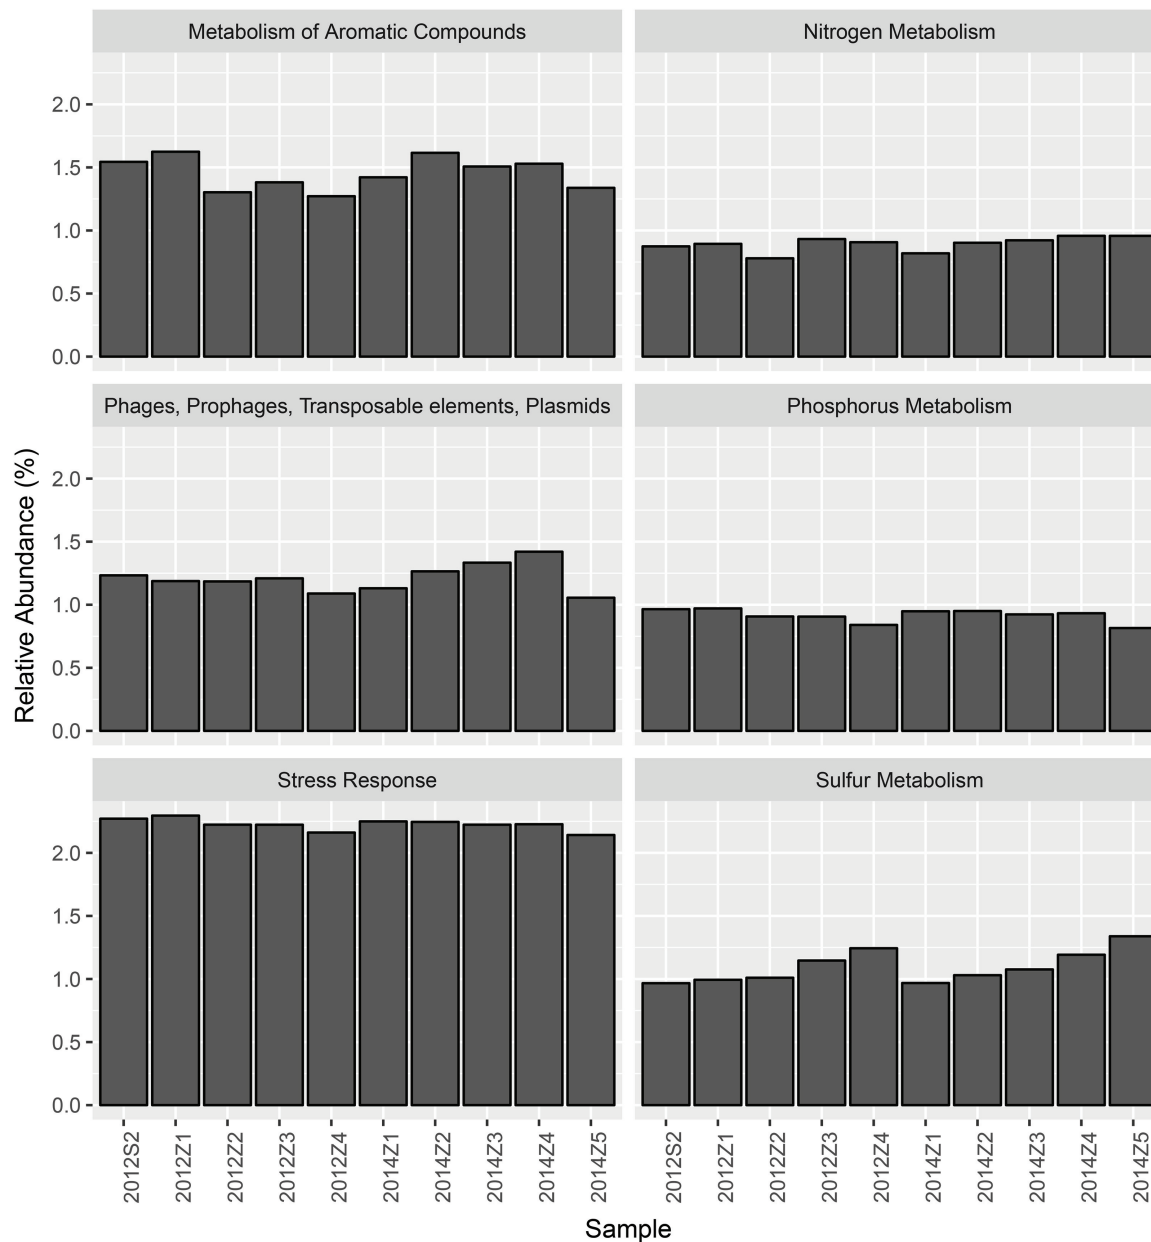 Metabolism of Aromatic Compounds
Nitrogen Metabolism
2.0
1.5
1.0
0.5
0.0
Phages, Prophages, Transposable elements, Plasmids
Phosphorus Metabolism
2.0
1.5
1.0
0.5
0.0
Relative Abundance (%)
Stress Response
Sulfur Metabolism
2.0
1.5
1.0
0.5
0.0
2012S2
2012Z1
2012Z2
2012Z3
2012Z4
2014Z1
2014Z2
2014Z3
2014Z4
2014Z5
2012S2
2012Z1
2012Z2
2012Z3
2012Z4
2014Z1
2014Z2
2014Z3
2014Z4
2014Z5
Sample